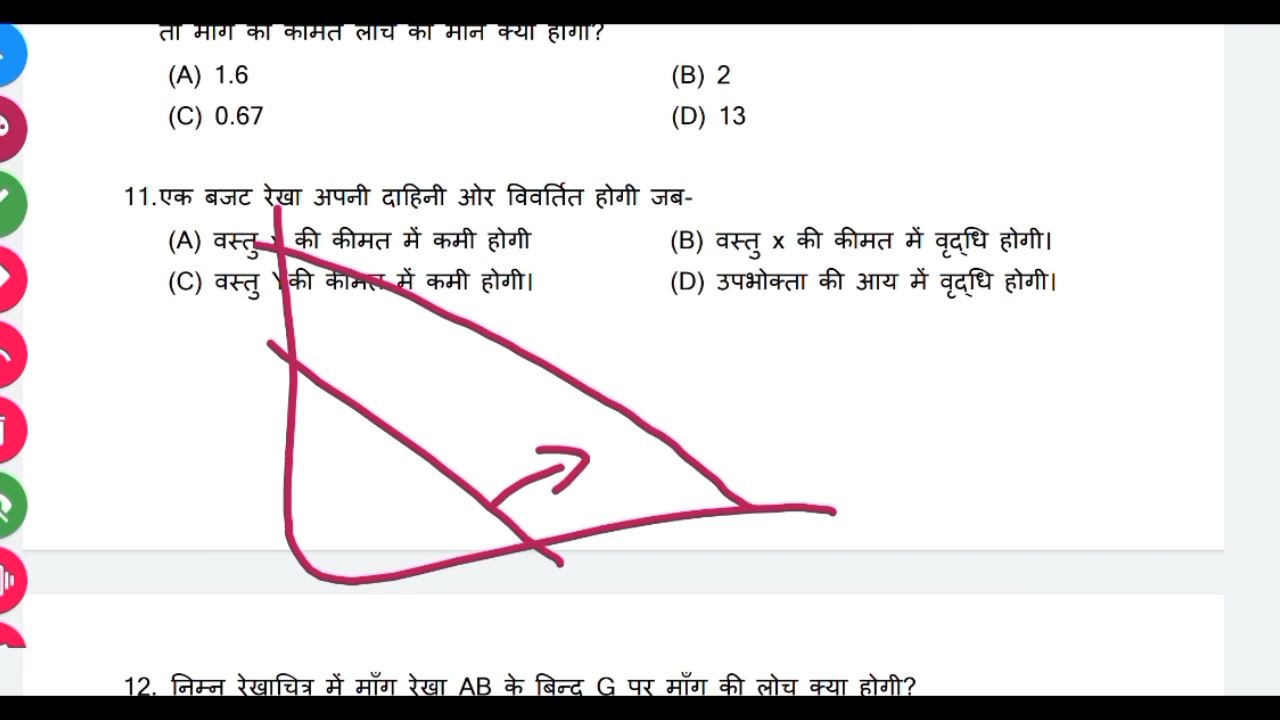 तो माँग की कीमत लोच का मान क्या होगा?
(A) 1.6 (B) 2
(C) 0.67 (D) 13
11.एक बजट रेखा अपनी दाहिनी ओर विवर्तित होगी जब-
(A) वस्तु की कीमत में कमी होगी (B) वस्तु x की कीमत में वृद्धि होगी।
(C) वस्तु Y की कीमत में कमी होगी। (D) उपभोक्ता की आय में वृद्धि होगी।
12. निम्न रेखाचित्र में माँग रेखा AB के बिन्दु G पर माँग की लोच क्या होगी?